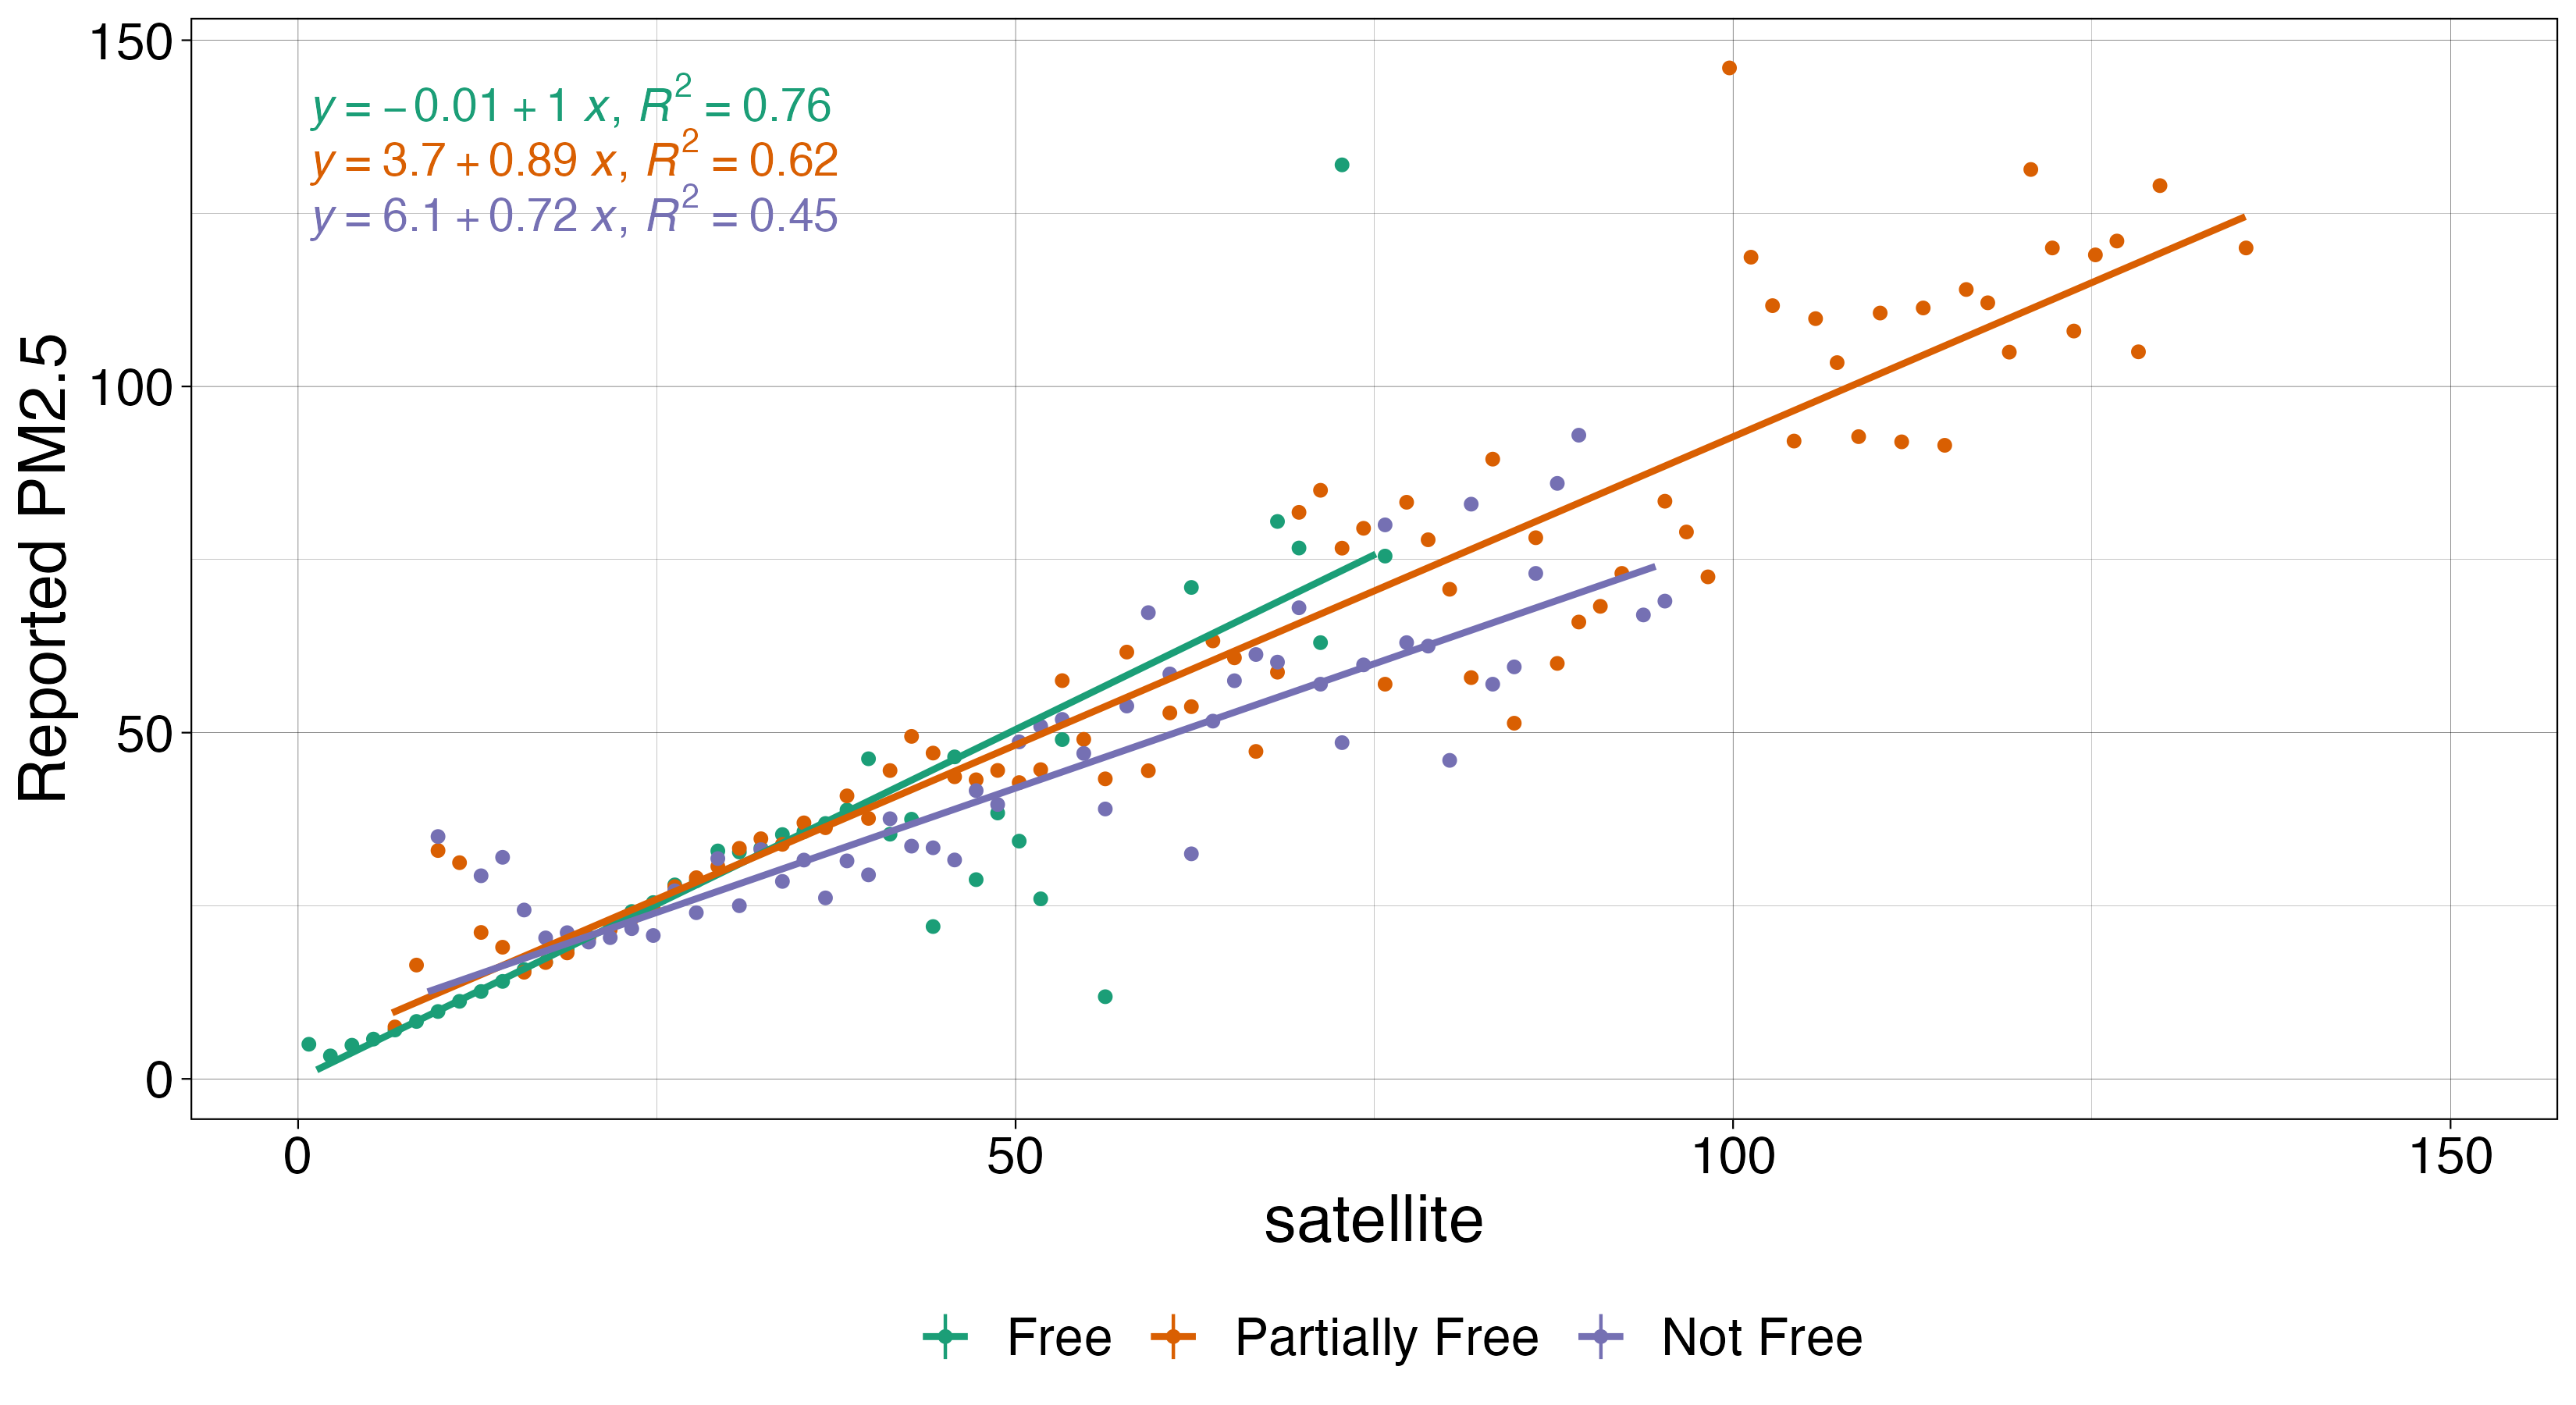 150
100
50
0
Reported PM2.5
y = −0.01 + 1 x, R² = 0.76
y = 3.7 + 0.89 x, R² = 0.62
y = 6.1 + 0.72 x, R² = 0.45
0 50 100 150
satellite
Free Partially Free Not Free